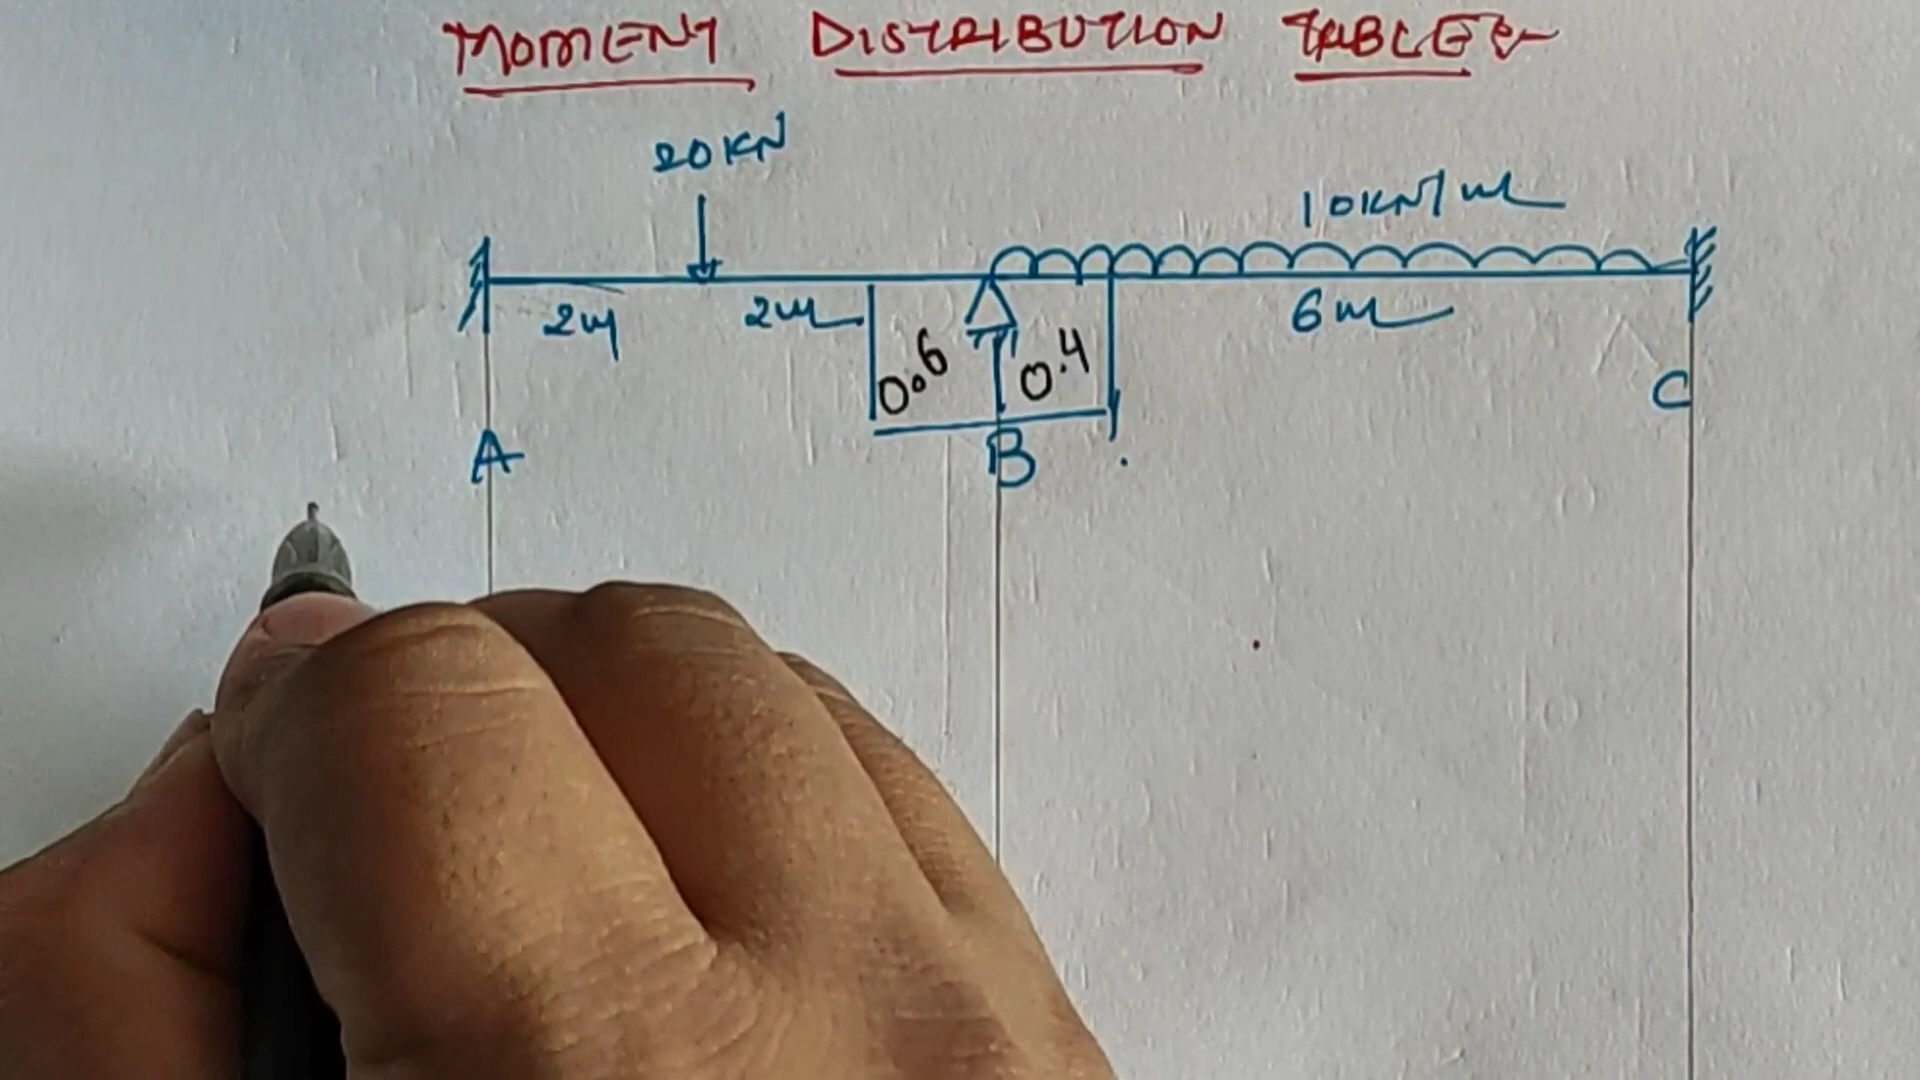 MOMENT DISTRIBUTION TABLE:-
20KN
10KN/m
2m 2m 6m
0.6 0.4
C
A B